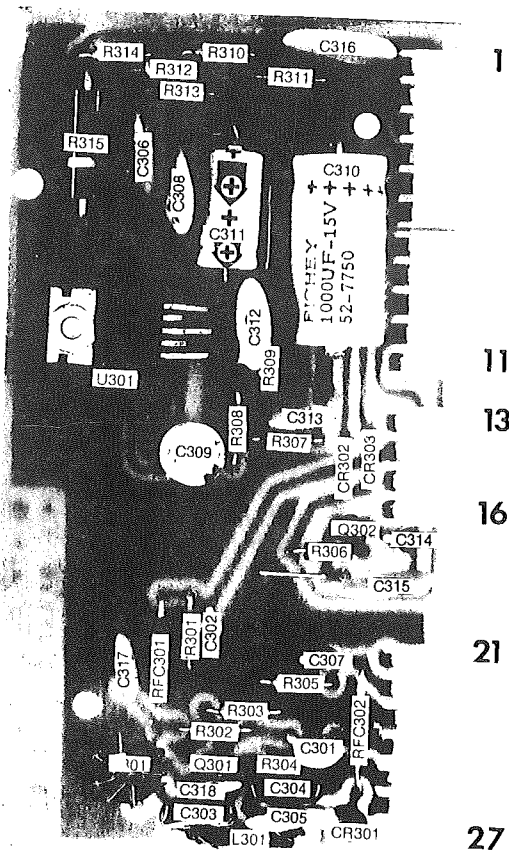 C316
R314
R310
1
R312
R311
R313
R315
C306
C308
C310
+ + + +
+
+
+
C311
RICHEY
1000UF-15V
52-7750
C312
R309
11
U301
C313
13
R308
R307
C309
CR302
CR303
16
Q302
C314
R306
C315
R301
C302
C317
RFC301
C307
21
R305
R303
RFC302
R302
C301
Q301
R304
C318
C304
C303
C305
L301
CR301
27